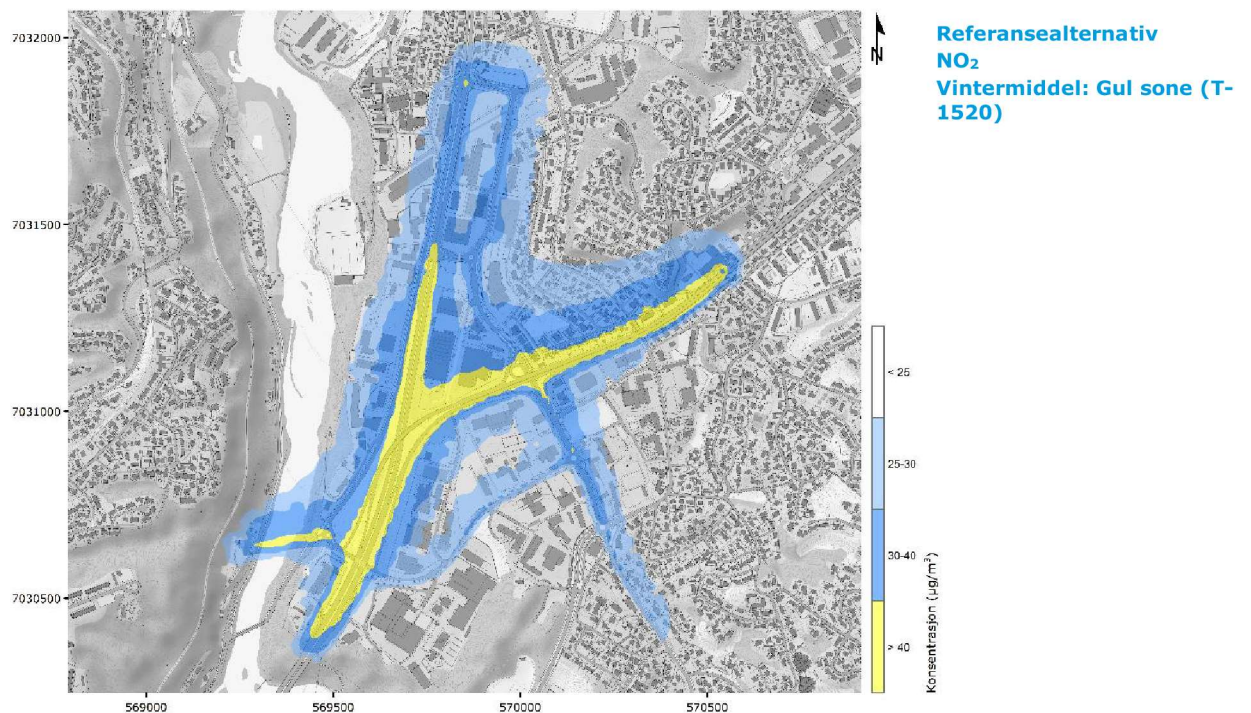 Referansealternativ
NO₂
Vintermiddel: Gul sone (T-
1520)
N
7032000
7031500
7031000
7030500
569000
569500
570000
570500
< 25
25-30
30-40
> 40
Konsentrasjon (µg/m³)